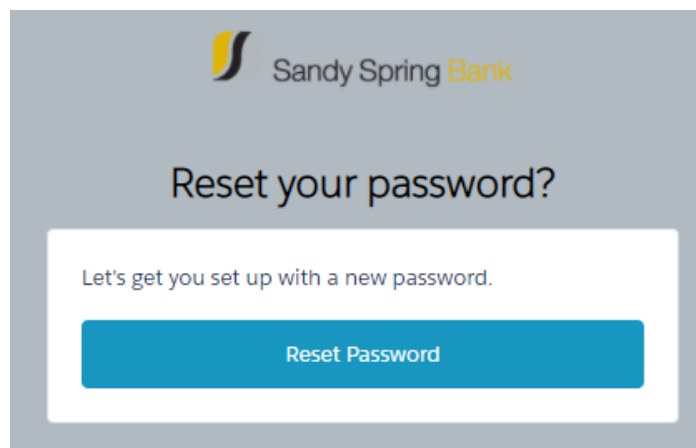 Sandy Spring Bank
Reset your password?
Let's get you set up with a new password.
Reset Password